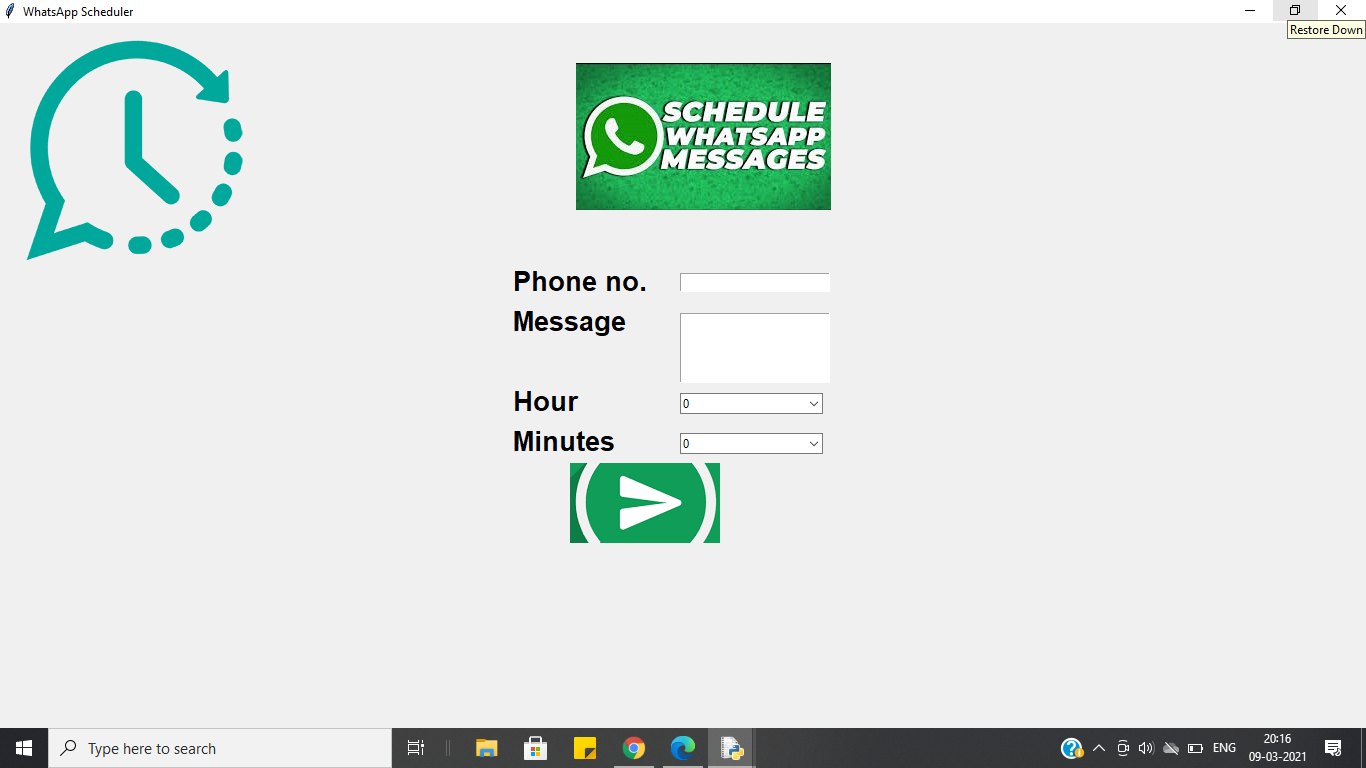 WhatsApp Scheduler
Restore Down
SCHEDULE
WHATSAPP
MESSAGES
Phone no.
Message
Hour
0
Minutes
0
Type here to search
ENG
20:16
09-03-2021